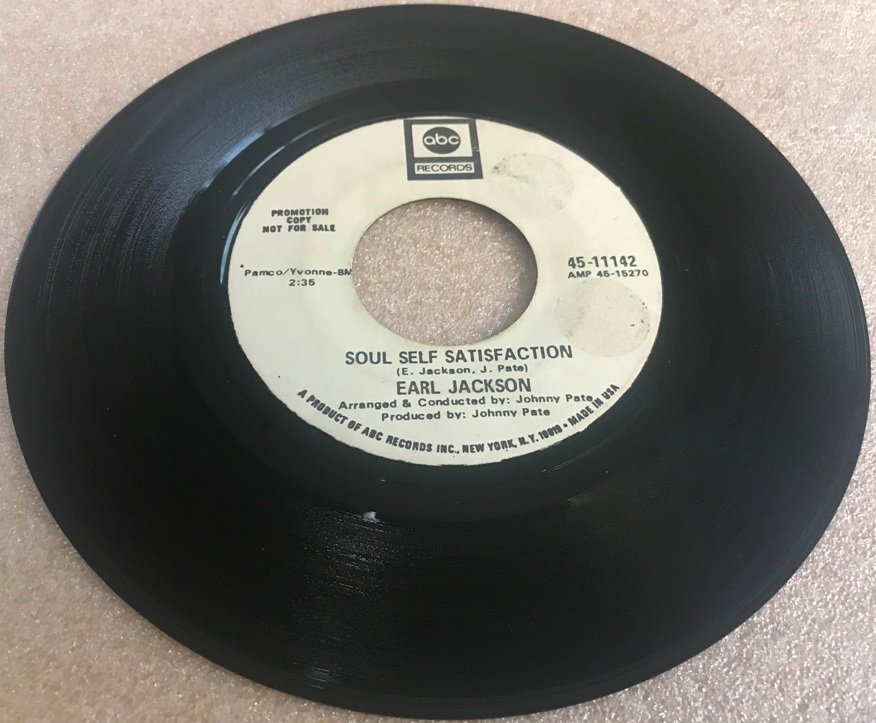 abc
RECORDS
PROMOTION
COPY
NOT FOR SALE
*Pamco/Yvonne-BM
2:35
45-11142
AMP 45-15270
SOUL SELF SATISFACTION
(E. Jackson, J. Pate)
EARL JACKSON
Arranged & Conducted by: Johnny Pate
Produced by: Johnny Pate
A PRODUCT OF ABC RECORDS INC., NEW YORK, N.Y. 10019 • MADE IN USA